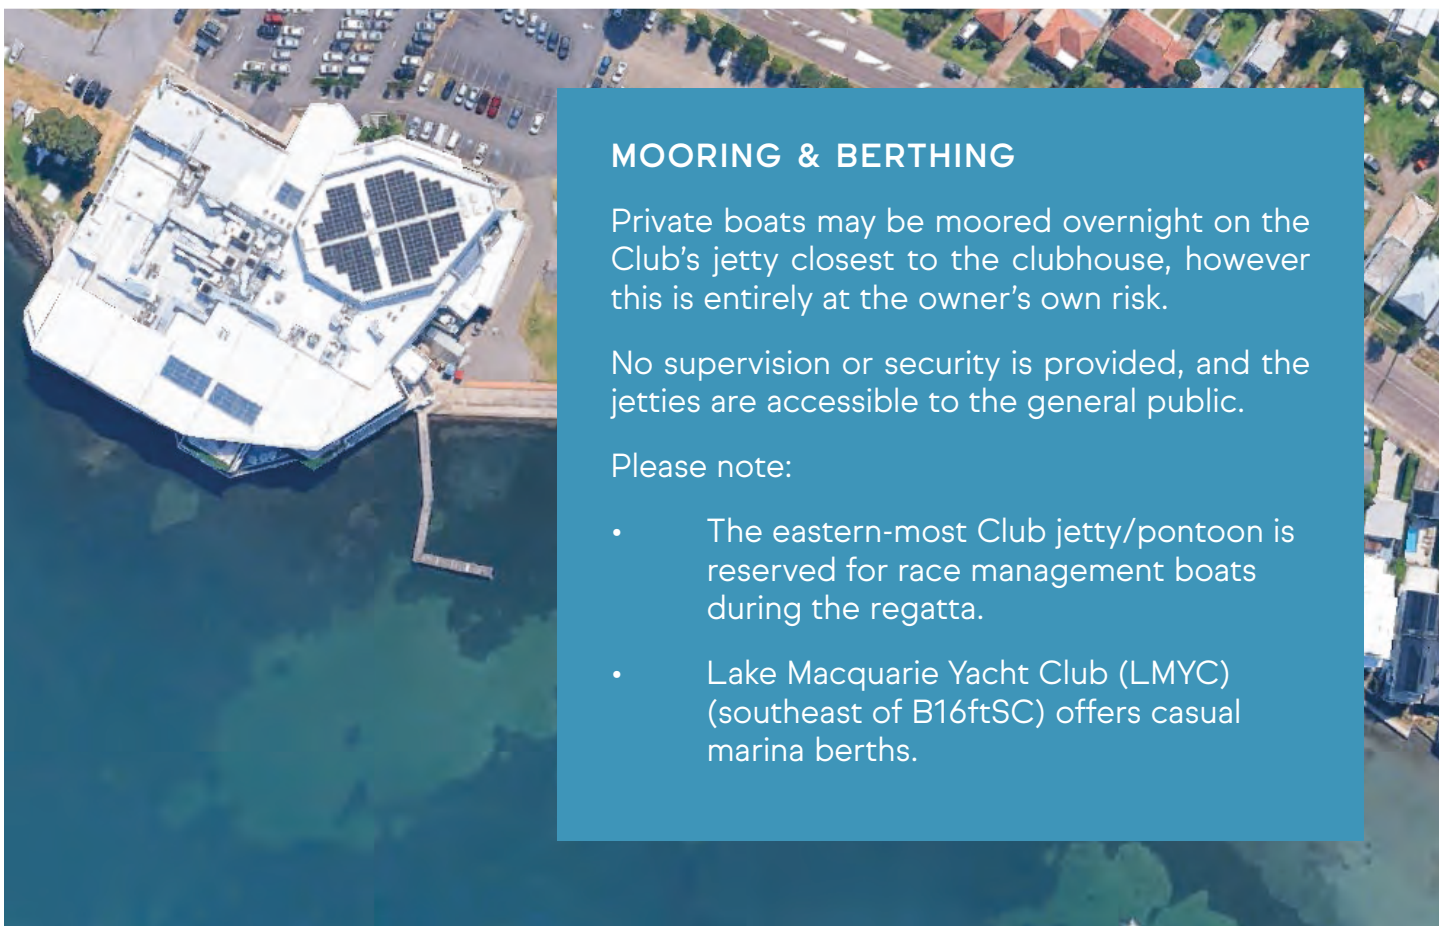 MOORING & BERTHING
Private boats may be moored overnight on the
Club's jetty closest to the clubhouse, however
this is entirely at the owner's own risk.
No supervision or security is provided, and the
jetties are accessible to the general public.
Please note:
• The eastern-most Club jetty/pontoon is
reserved for race management boats
during the regatta.
• Lake Macquarie Yacht Club (LMYC)
(southeast of B16ftSC) offers casual
marina berths.